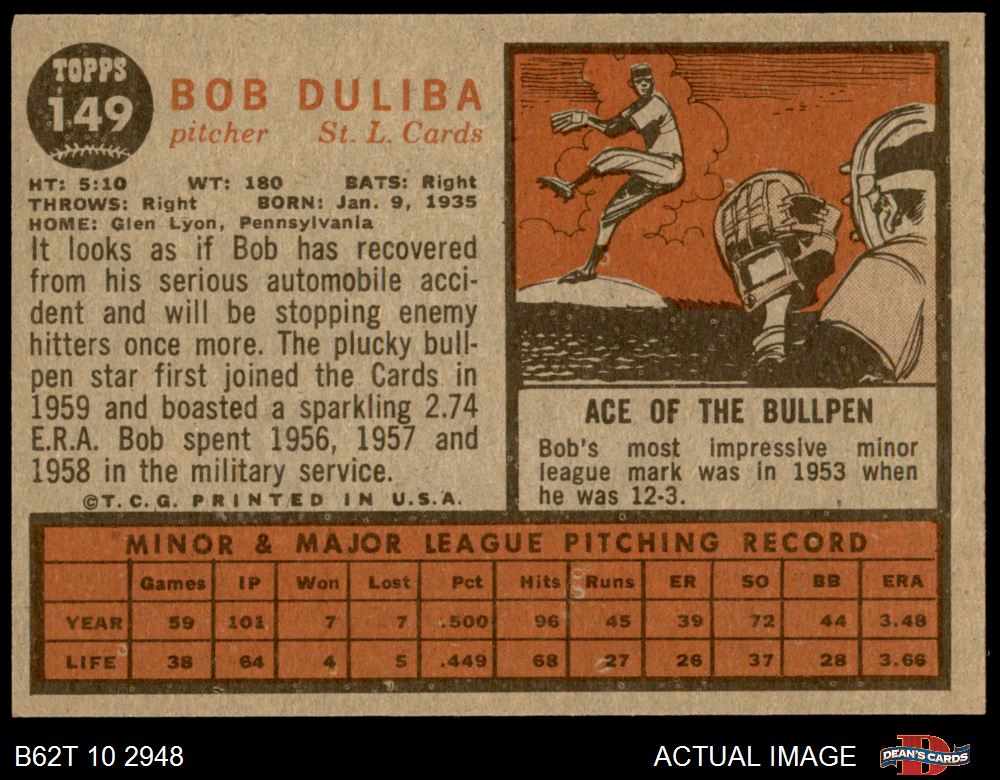 TOPPS
149
BOB DULIBA
pitcher St. L. Cards
HT: 5:10 WT: 180 BATS: Right
THROWS: Right BORN: Jan. 9, 1935
HOME: Glen Lyon, Pennsylvania
It looks as if Bob has recovered
from his serious automobile acci-
dent and will be stopping enemy
hitters once more. The plucky bull-
pen star first joined the Cards in
1959 and boasted a sparkling 2.74
E.R.A. Bob spent 1956, 1957 and
1958 in the military service.
©T.C.G. PRINTED IN U.S.A.
ACE OF THE BULLPEN
Bob's most impressive minor
league mark was in 1953 when
he was 12-3.
MINOR & MAJOR LEAGUE PITCHING RECORD
Games IP Won Lost Pct Hits Runs ER SO BB ERA
YEAR 59 101 7 7 .500 96 45 39 72 44 3.48
LIFE 38 64 4 5 .449 68 27 26 37 28 3.66
B62T 10 2948
ACTUAL IMAGE
DEAN'S CARDS